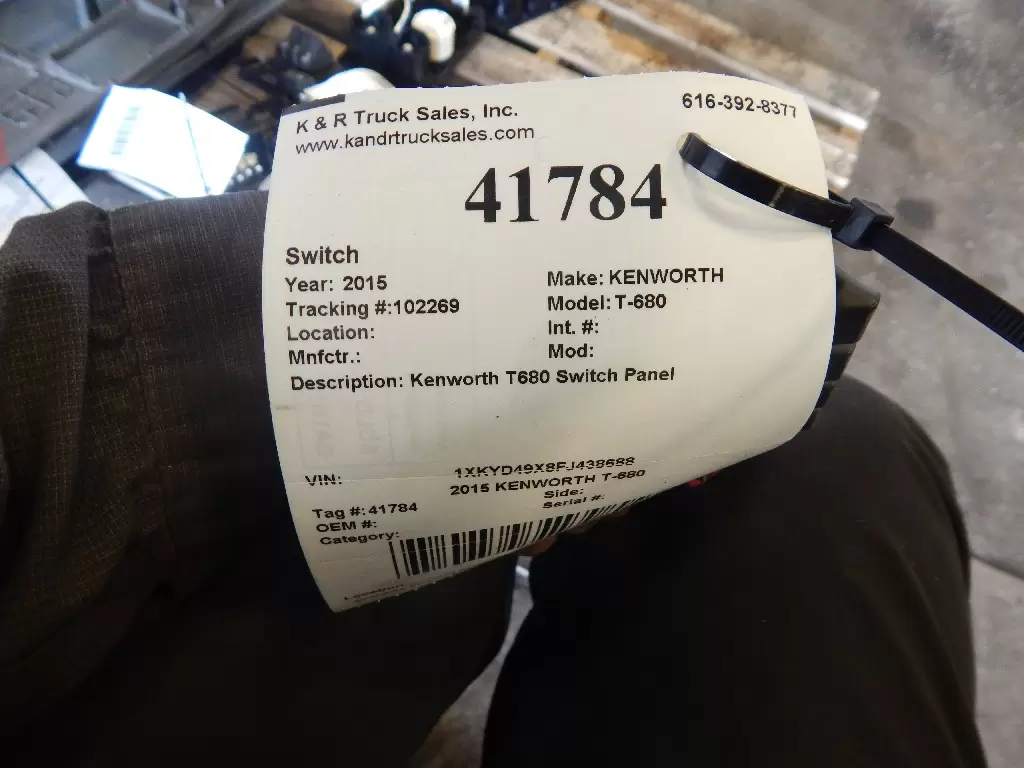 K & R Truck Sales, Inc.
616-392-8377
www.kandrtrucksales.com
41784
Switch
Year: 2015
Make: KENWORTH
Tracking #:102269
Model: T-680
Location:
Int. #:
Mnfctr.:
Mod:
Description: Kenworth T680 Switch Panel
VIN: 1XKYD49X8FJ438688
2015 KENWORTH T-680
Tag #: 41784
Side:
OEM #:
Serial #:
Category:
Location